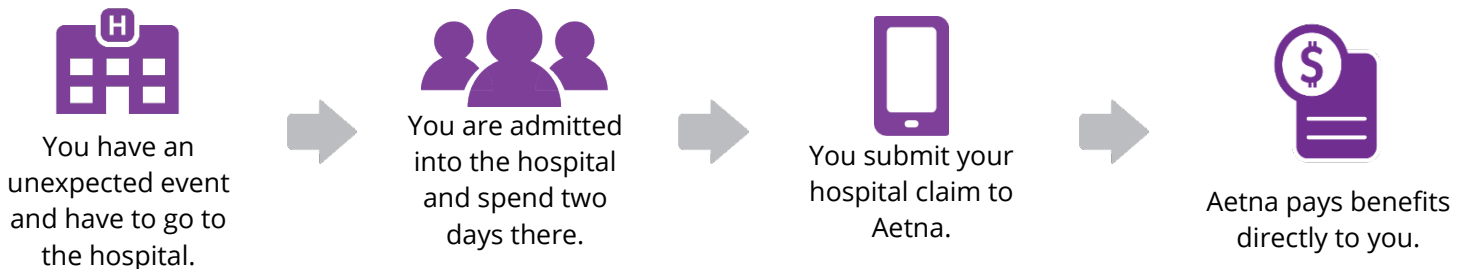 H
You have an
unexpected event
and have to go to
the hospital.
You are admitted
into the hospital
and spend two
days there.
You submit your
hospital claim to
Aetna.
$
Aetna pays benefits
directly to you.